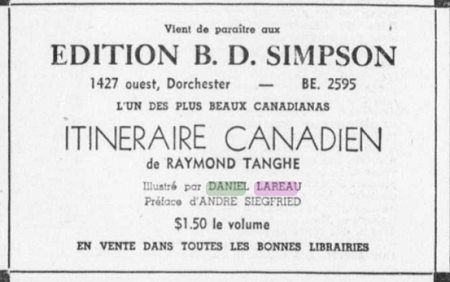 Vient de paraître aux
EDITION B. D. SIMPSON
1427 ouest, Dorchester — BE. 2595
L'UN DES PLUS BEAUX CANADIANAS
ITINERAIRE CANADIEN
de RAYMOND TANGHE
Illustré par DANIEL LAREAU
Préface d'ANDRE SIEGFRIED
$1.50 le volume
EN VENTE DANS TOUTES LES BONNES LIBRAIRIES